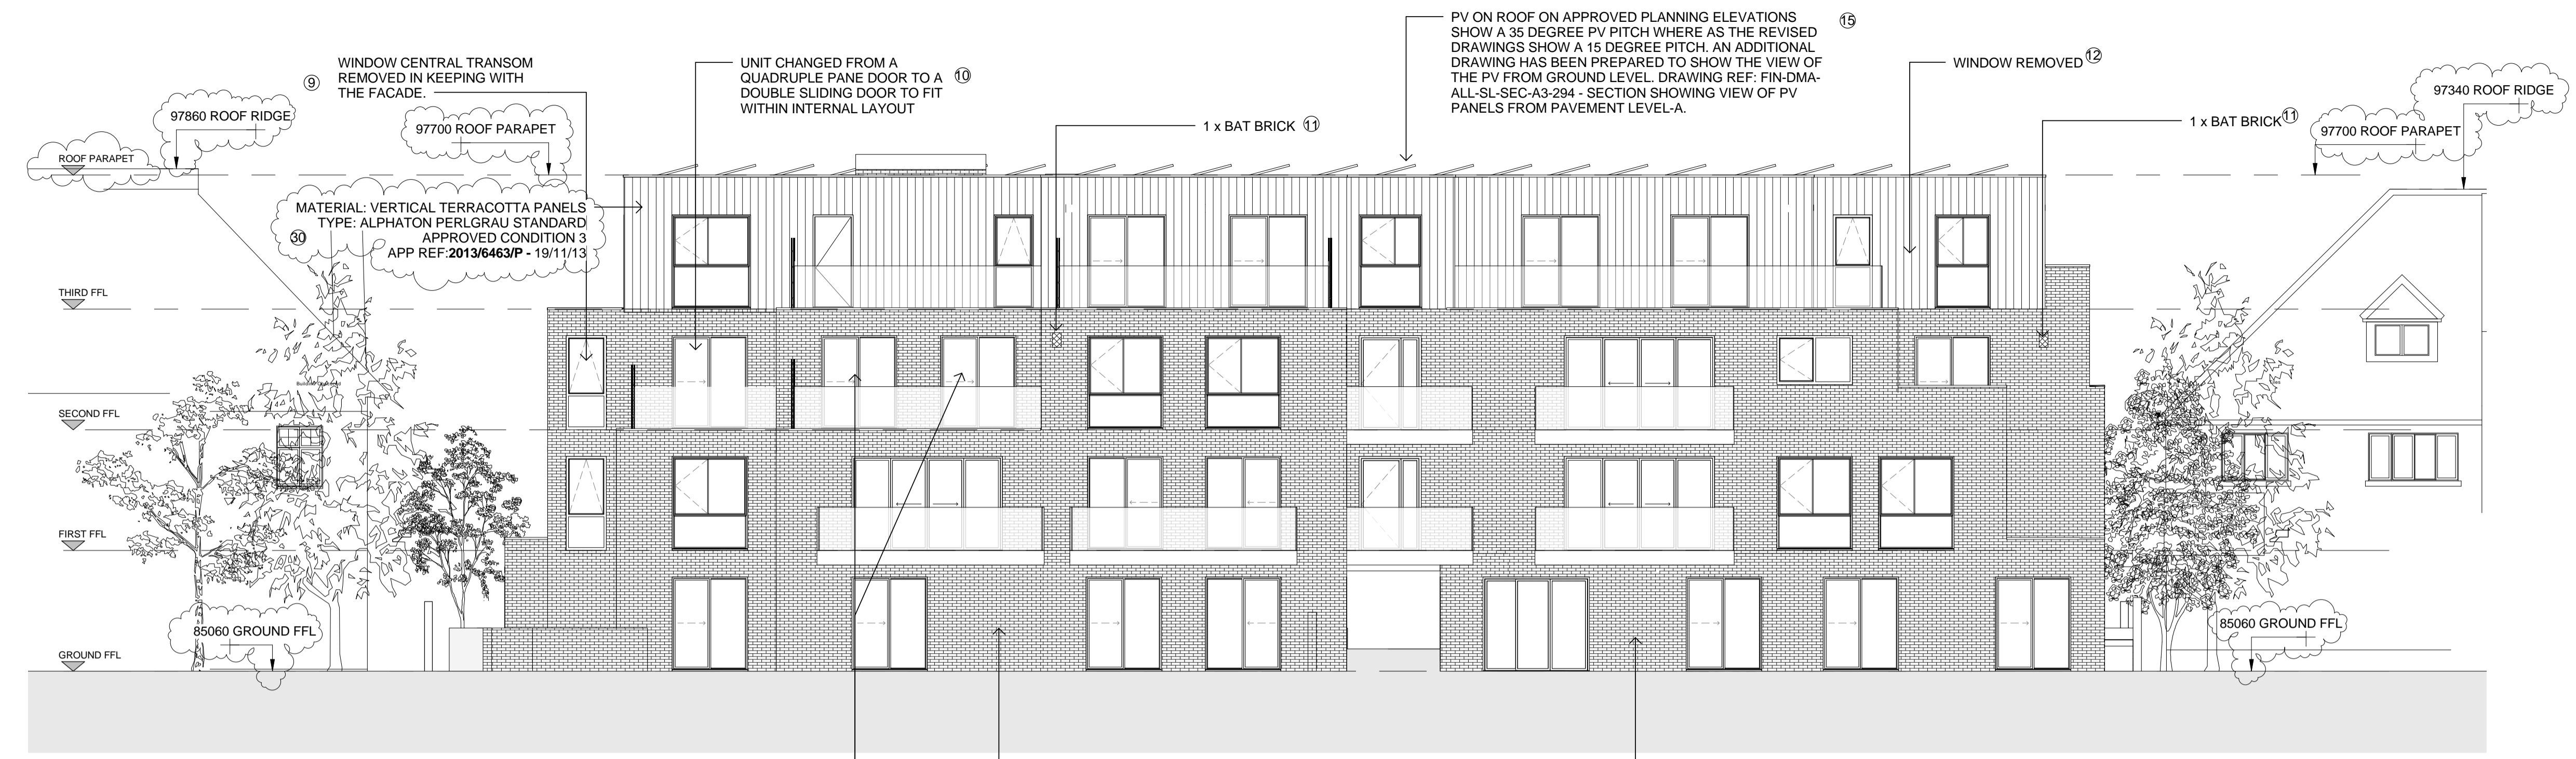 PV ON ROOF ON APPROVED PLANNING ELEVATIONS
SHOW A 35 DEGREE PV PITCH WHERE AS THE REVISED
DRAWINGS SHOW A 15 DEGREE PITCH. AN ADDITIONAL
DRAWING HAS BEEN PREPARED TO SHOW THE VIEW OF
THE PV FROM GROUND LEVEL. DRAWING REF: FIN-DMA-
ALL-SL-SEC-A3-294 - SECTION SHOWING VIEW OF PV
PANELS FROM PAVEMENT LEVEL-A.
15
WINDOW CENTRAL TRANSOM
REMOVED IN KEEPING WITH
THE FACADE.
9
UNIT CHANGED FROM A
QUADRUPLE PANE DOOR TO A
DOUBLE SLIDING DOOR TO FIT
WITHIN INTERNAL LAYOUT
10
WINDOW REMOVED 12
97860 ROOF RIDGE
97700 ROOF PARAPET
1 x BAT BRICK 11
1 x BAT BRICK 11
97340 ROOF RIDGE
97700 ROOF PARAPET
ROOF PARAPET
MATERIAL: VERTICAL TERRACOTTA PANELS
TYPE: ALPHATON PERLGRAU STANDARD
APPROVED CONDITION 3
APP REF:2013/6463/P - 19/11/13
30
THIRD FFL
SECOND FFL
FIRST FFL
85060 GROUND FFL
85060 GROUND FFL
GROUND FFL